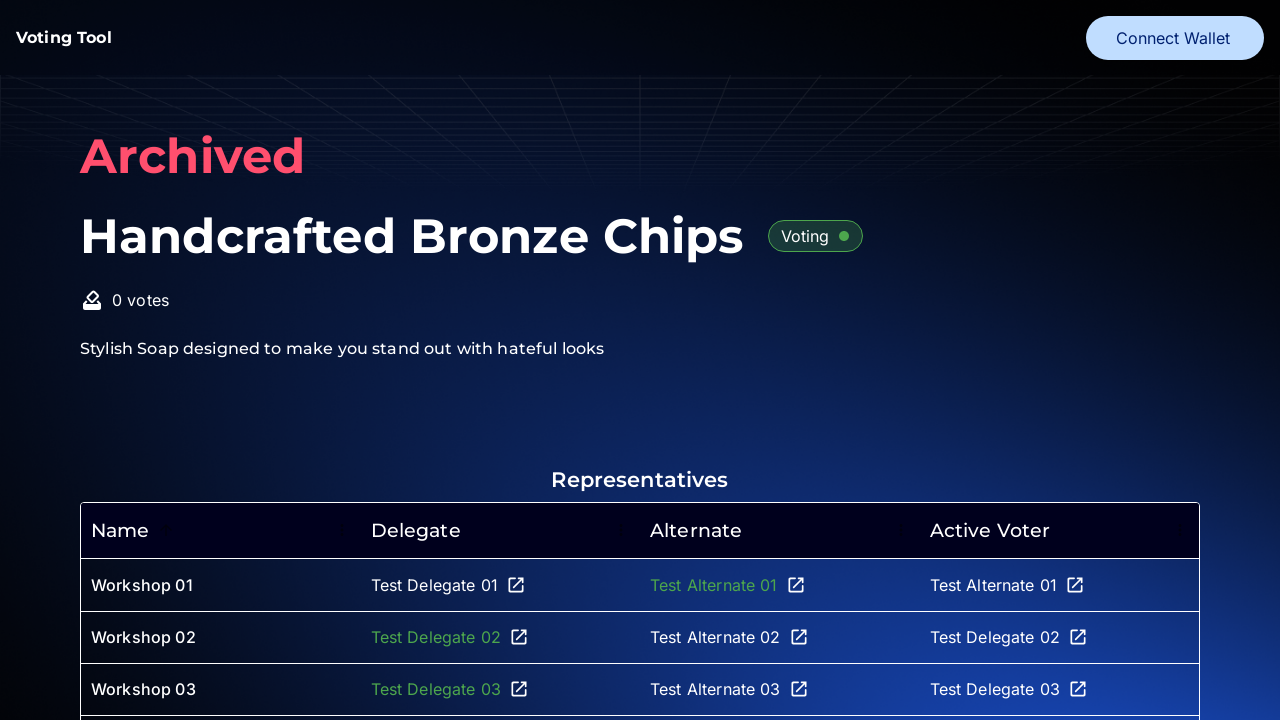 Voting Tool
Connect Wallet
Archived
Handcrafted Bronze Chips
Voting
0 votes
Stylish Soap designed to make you stand out with hateful looks
Representatives
Name Delegate Alternate Active Voter
Workshop 01 Test Delegate 01 Test Alternate 01 Test Alternate 01
Workshop 02 Test Delegate 02 Test Alternate 02 Test Delegate 02
Workshop 03 Test Delegate 03 Test Alternate 03 Test Delegate 03